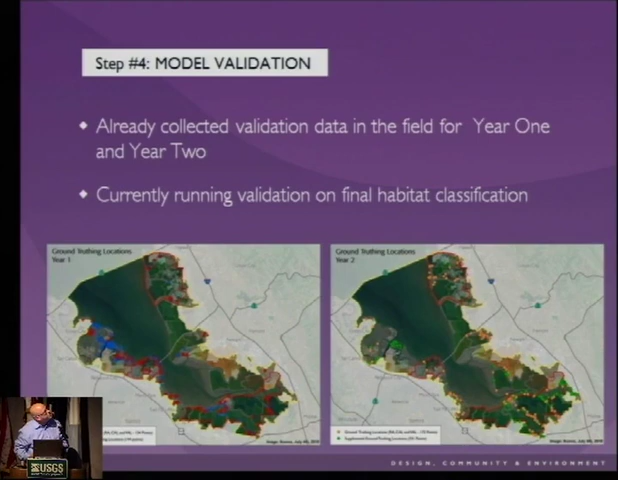 Step #4: MODEL VALIDATION
Already collected validation data in the field for Year One
and Year Two
Currently running validation on final habitat classification
Ground Truthing Locations
Year 1
Ground Truthing Locations
Year 2
USGS
DESIGN, COMMUNITY & ENVIRONMENT